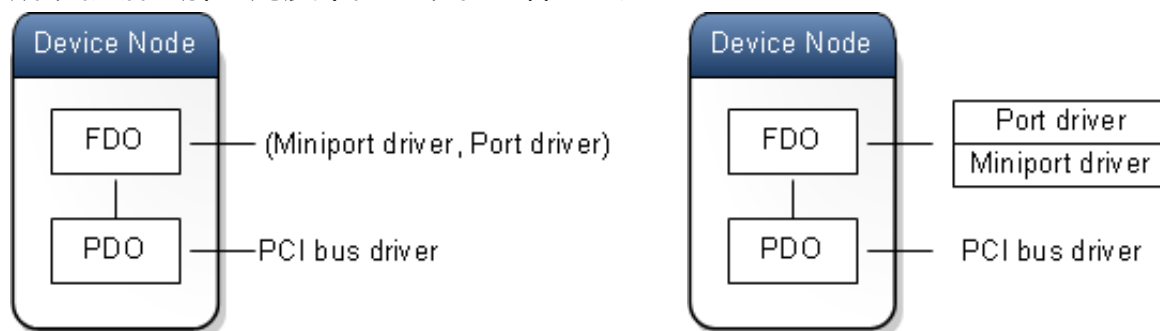 Device Node
FDO
(Miniport driver, Port driver)
PDO
PCI bus driver
Device Node
FDO
Port driver
Miniport driver
PDO
PCI bus driver